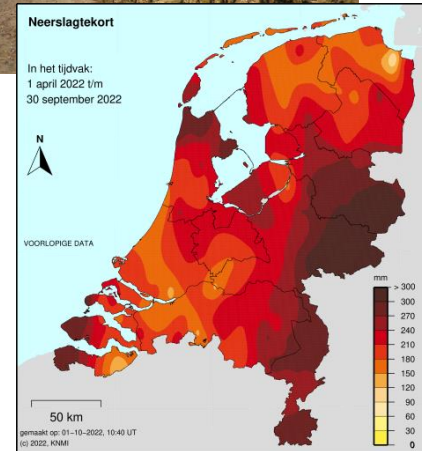 Neerslagtekort
In het tijdvak:
1 april 2022 t/m
30 september 2022
N
VOORLOPIGE DATA
mm
> 300
300
270
240
210
180
150
120
90
60
30
0
50 km
gemaakt op: 01-10-2022, 10:40 UT
(c) 2022, KNMI